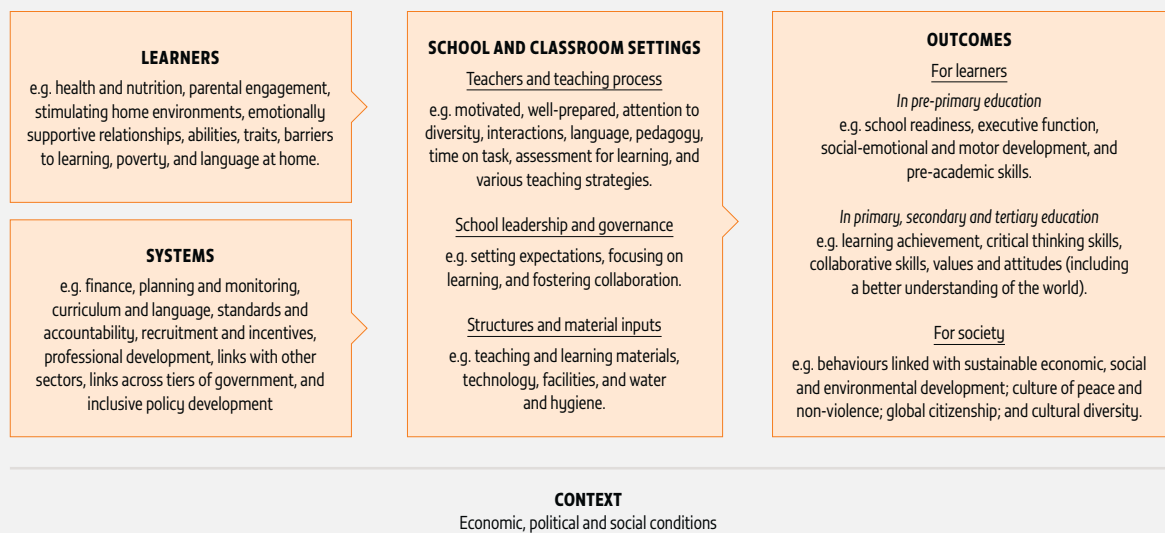 LEARNERS
e.g. health and nutrition, parental engagement,
stimulating home environments, emotionally
supportive relationships, abilities, traits, barriers
to learning, poverty, and language at home.
SYSTEMS
e.g. finance, planning and monitoring,
curriculum and language, standards and
accountability, recruitment and incentives,
professional development, links with other
sectors, links across tiers of government, and
inclusive policy development
SCHOOL AND CLASSROOM SETTINGS
Teachers and teaching process
e.g. motivated, well-prepared, attention to
diversity, interactions, language, pedagogy,
time on task, assessment for learning, and
various teaching strategies.
School leadership and governance
e.g. setting expectations, focusing on
learning, and fostering collaboration.
Structures and material inputs
e.g. teaching and learning materials,
technology, facilities, and water
and hygiene.
OUTCOMES
For learners
In pre-primary education
e.g. school readiness, executive function,
social-emotional and motor development, and
pre-academic skills.
In primary, secondary and tertiary education
e.g. learning achievement, critical thinking skills,
collaborative skills, values and attitudes (including
a better understanding of the world).
For society
e.g. behaviours linked with sustainable economic, social
and environmental development; culture of peace and
non-violence; global citizenship; and cultural diversity.
CONTEXT
Economic, political and social conditions